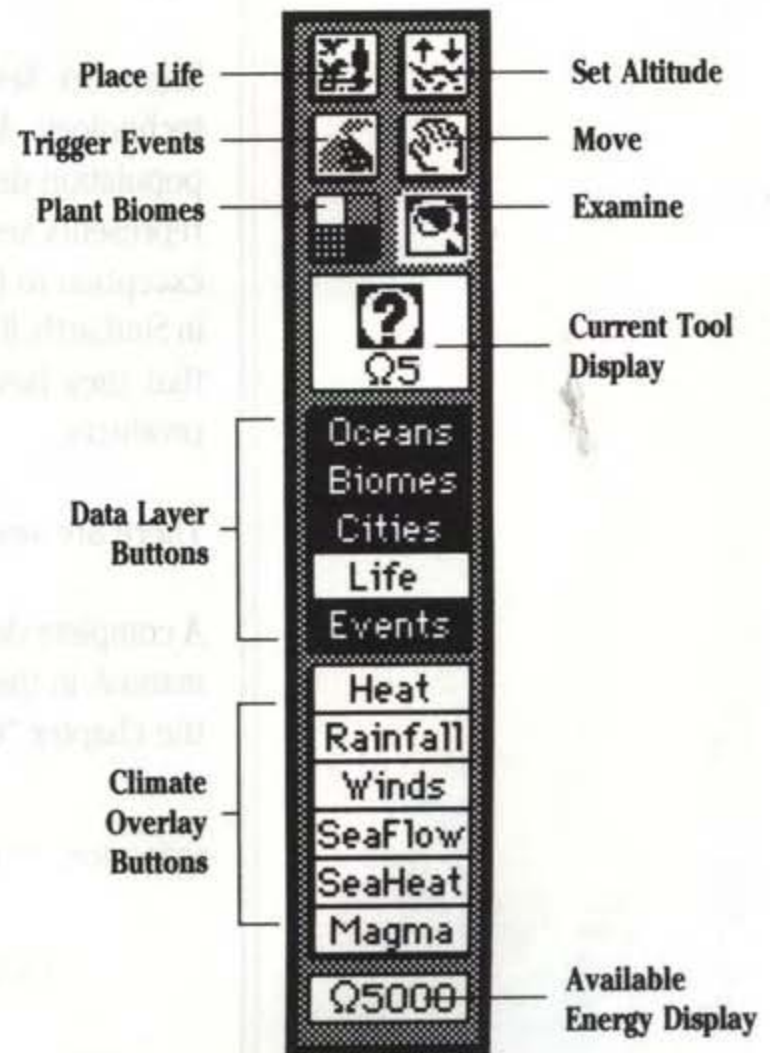 Place Life
Set Altitude
Trigger Events
Move
Plant Biomes
Examine
?
Ω5
Current Tool
Display
Data Layer
Buttons
Oceans
Biomes
Cities
Life
Events
Climate
Overlay
Buttons
Heat
Rainfall
Winds
SeaFlow
SeaHeat
Magma
Ω5000
Available
Energy Display